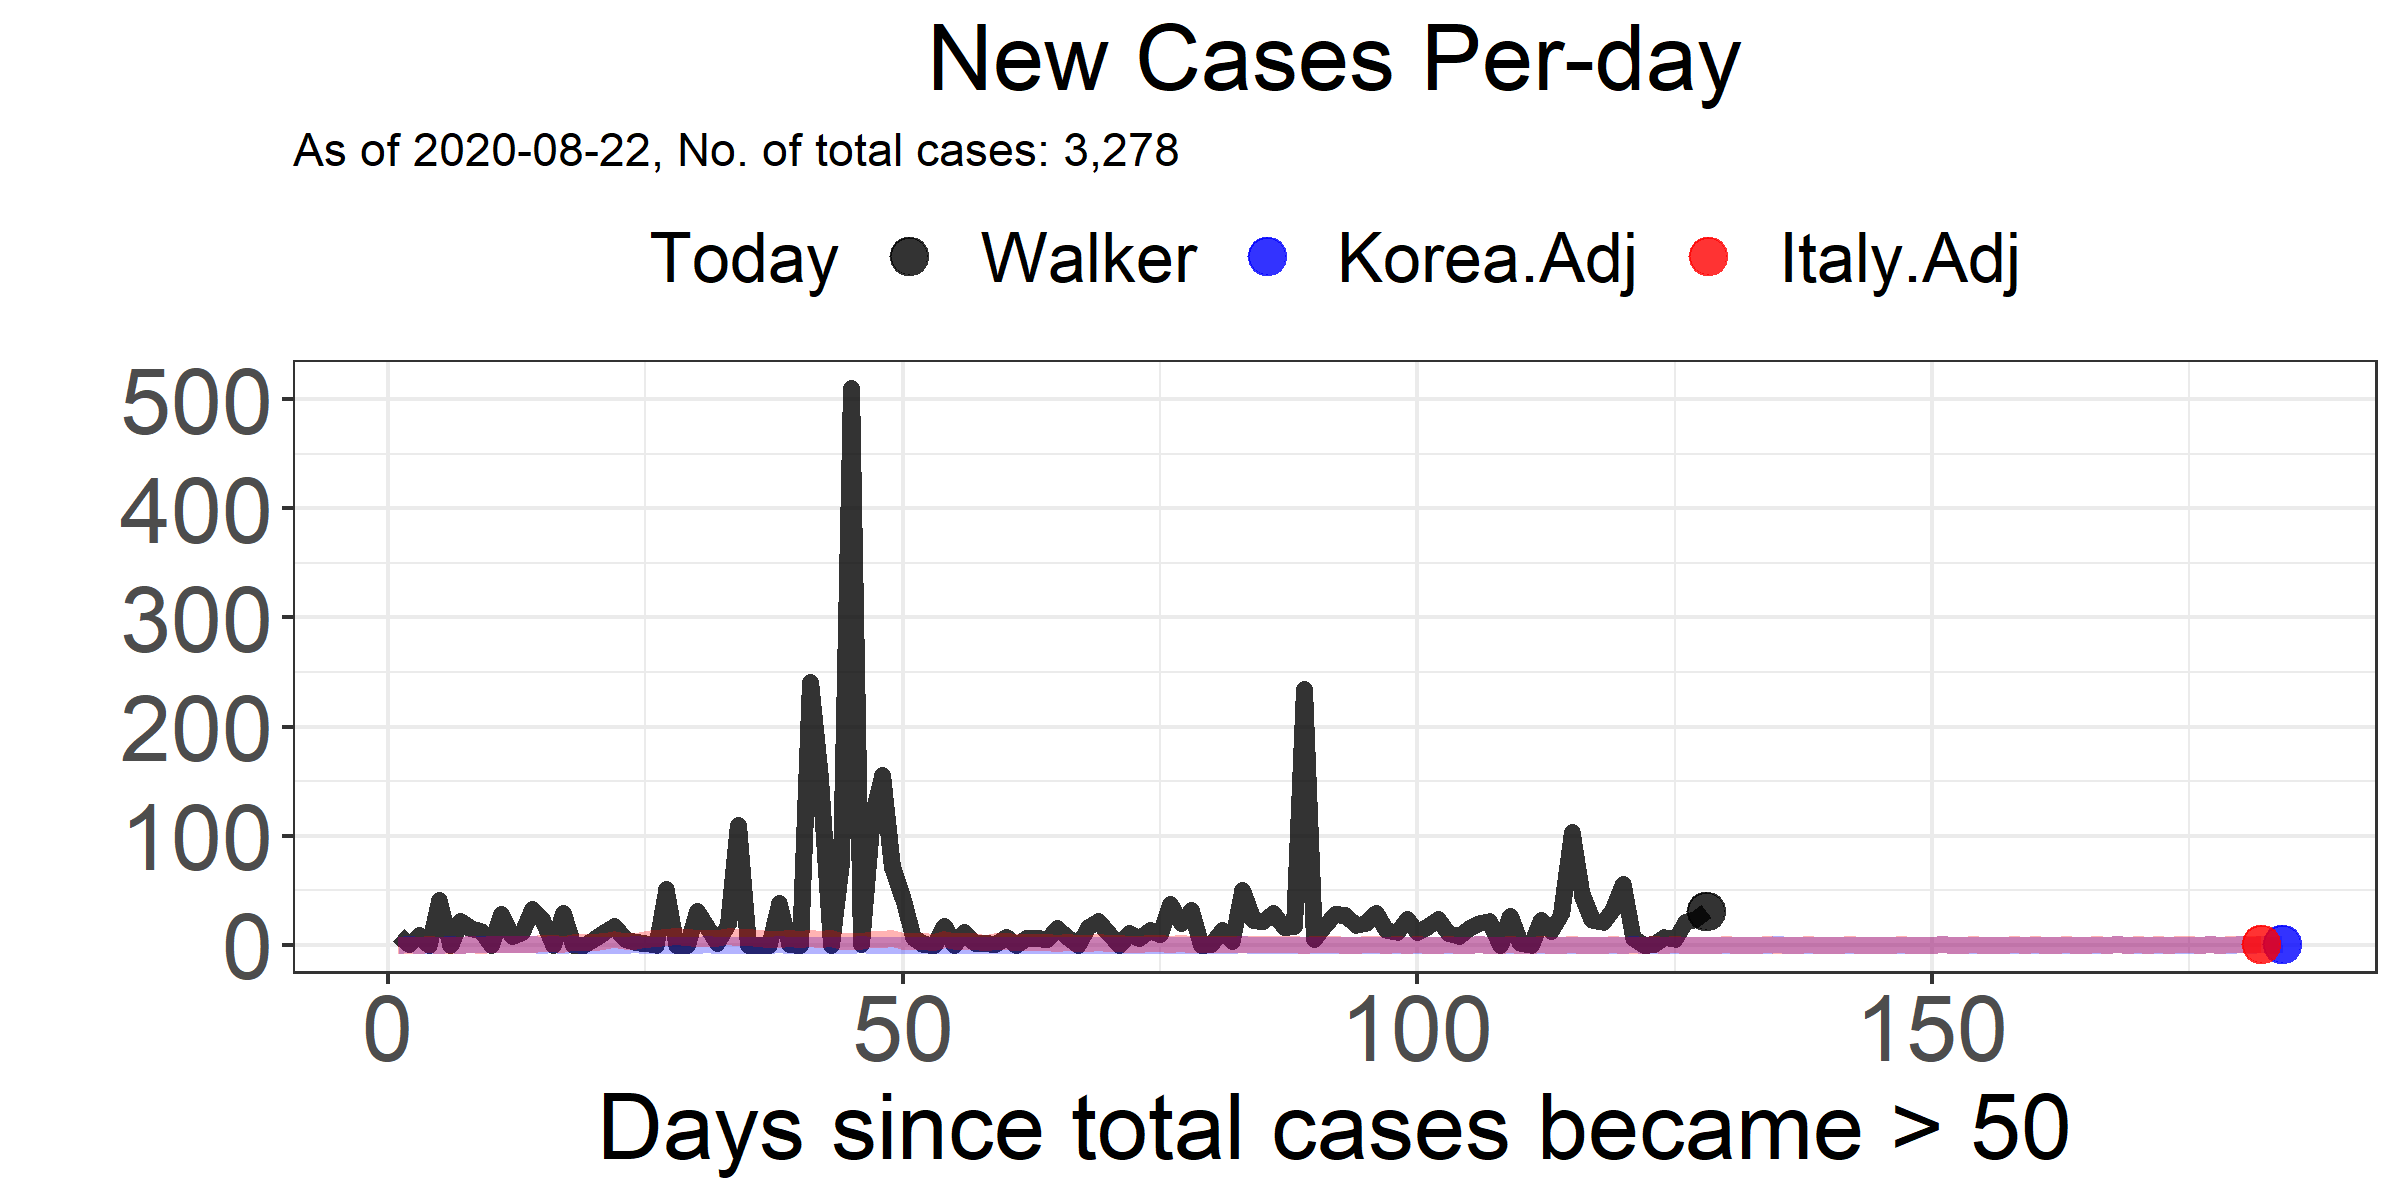 New Cases Per-day
As of 2020-08-22, No. of total cases: 3,278
Today Walker Korea.Adj Italy.Adj
500
400
300
200
100
0
0 50 100 150
Days since total cases became > 50